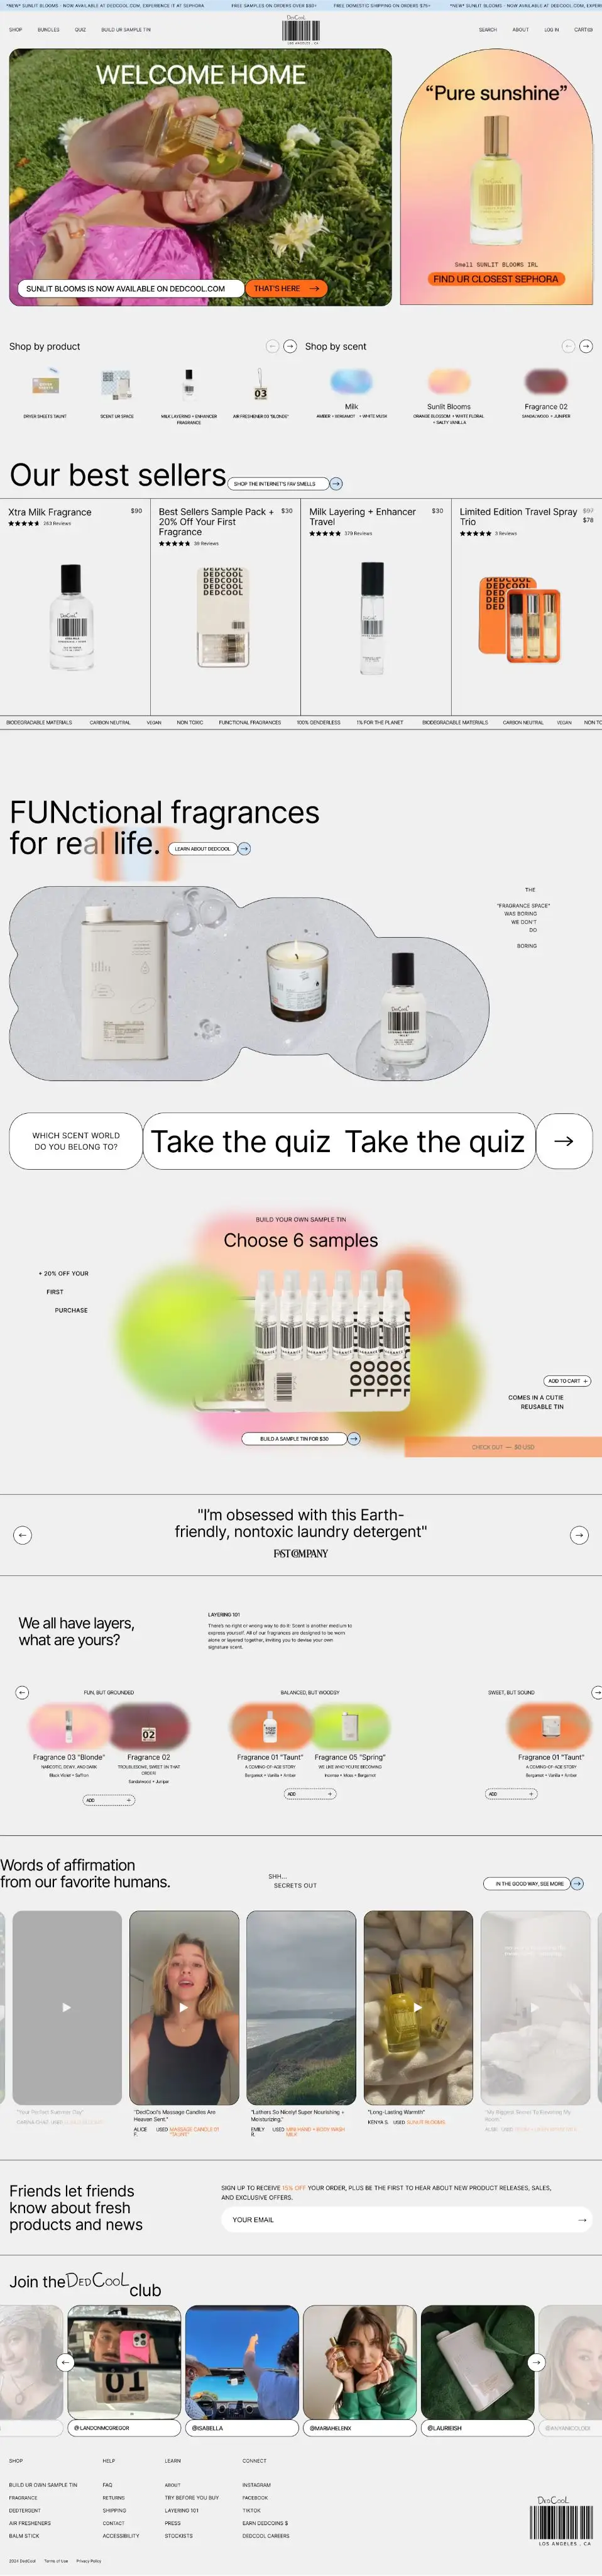 *NEW* SUNLIT BLOOMS - NOW AVAILABLE AT DEDCOOL.COM, EXPERIENCE IT AT SEPHORA
FREE SAMPLES ON ORDERS OVER $60+
FREE DOMESTIC SHIPPING ON ORDERS $75+
*NEW* SUNLIT BLOOMS - NOW AVAILABLE AT DEDCOOL.COM, EXPERI
SHOP
BUNDLES
QUIZ
BUILD UR SAMPLE TIN
DedCool
LOS ANGELES , CA
SEARCH
ABOUT
LOG IN
WELCOME HOME
SUNLIT BLOOMS IS NOW AVAILABLE ON DEDCOOL.COM
THAT'S HERE →
“Pure sunshine”
DedCool
Smell SUNLIT BLOOMS IRL
FIND UR CLOSEST SEPHORA
Shop by product
← →
Shop by scent
← →
03
DRYER SHEETS TAUNT
SCENT UR SPACE
MILK LAYERING + ENHANCER
FRAGRANCE
AIR FRESHENER 03 "BLONDE"
Milk
AMBER + BERGAMOT + WHITE MUSK
Sunlit Blooms
ORANGE BLOSSOM + WHITE FLORAL
+ SALTY VANILLA
Fragrance 02
SANDALWOOD + JUNIPER
Our best sellers
SHOP THE INTERNET'S FAV SMELLS →
Xtra Milk Fragrance
$90
263 Reviews
Best Sellers Sample Pack +
20% Off Your First
Fragrance
$30
39 Reviews
Milk Layering + Enhancer
Travel
$30
379 Reviews
Limited Edition Travel Spray
Trio
$97
$78
3 Reviews
DEDCOOL
DEDCOOL
DEDCOOL
DEDCOOL
BIODEGRADABLE MATERIALS
CARBON NEUTRAL
VEGAN
NON TOXIC
FUNCTIONAL FRAGRANCES
100% GENDERLESS
1% FOR THE PLANET
BIODEGRADABLE MATERIALS
CARBON NEUTRAL
VEGAN
NON TO
FUNctional fragrances
for real life.
LEARN ABOUT DEDCOOL →
THE
"FRAGRANCE SPACE"
WAS BORING
WE DON'T
DO
BORING
DedCool
WHICH SCENT WORLD
DO YOU BELONG TO?
Take the quiz Take the quiz
→
BUILD YOUR OWN SAMPLE TIN
Choose 6 samples
+ 20% OFF YOUR
FIRST
PURCHASE
ADD TO CART +
COMES IN A CUTIE
REUSABLE TIN
BUILD A SAMPLE TIN FOR $30 →
CHECK OUT — $0 USD
←
"I'm obsessed with this Earth-
friendly, nontoxic laundry detergent"
→
FAST COMPANY
We all have layers,
what are yours?
LAYERING 101
There's no right or wrong way to do it: Scent is another medium to
express yourself. All of our fragrances are designed to be worn
alone or layered together, inviting you to devise your own
signature scent.
FUN, BUT GROUNDED
BALANCED, BUT WOODSY
SWEET, BUT SOUND
02
Fragrance 03 "Blonde"
NARCOTIC, DEWY, AND DARK
Black Violet + Saffron
Fragrance 02
TROUBLESOME, SWEET (IN THAT
ORDER)
Sandalwood + Juniper
Fragrance 01 "Taunt"
A COMING-OF-AGE STORY
Bergamot + Vanilla + Amber
Fragrance 05 "Spring"
WE LIKE WHO YOU'RE BECOMING
Incense + Moss + Bergamot
Fragrance 01 "Taunt"
A COMING-OF-AGE STORY
Bergamot + Vanilla + Amber
ADD +
ADD +
ADD +
Words of affirmation
from our favorite humans.
SHH...
SECRETS OUT
IN THE GOOD WAY, SEE MORE →
"Your Perfect Summer Day"
"DedCool's Massage Candles Are
Heaven Sent."
ALICE F. USED MASSAGE CANDLE 01 "TAUNT"
"Lathers So Nicely! Super Nourishing +
Moisturizing."
EMILY R. USED MINI HAND + BODY WASH MILK
"Long-Lasting Warmth"
KENYA S. USED SUNLIT BLOOMS
Friends let friends
know about fresh
products and news
SIGN UP TO RECEIVE 15% OFF YOUR ORDER, PLUS BE THE FIRST TO HEAR ABOUT NEW PRODUCT RELEASES, SALES,
AND EXCLUSIVE OFFERS.
YOUR EMAIL →
Join the DEDCOOL club
01
@LANDONMCGREGOR
@ISABELLA
@MARIAHELENX
@LAURIEISH
SHOP
HELP
LEARN
CONNECT
BUILD UR OWN SAMPLE TIN
FAQ
ABOUT
INSTAGRAM
FRAGRANCE
RETURNS
TRY BEFORE YOU BUY
FACEBOOK
DEDTERGENT
SHIPPING
LAYERING 101
TIKTOK
AIR FRESHENERS
CONTACT
PRESS
EARN DEDCOINS $
BALM STICK
ACCESSIBILITY
STOCKISTS
DEDCOOL CAREERS
DedCool
LOS ANGELES , CA
2024 DedCool
Terms of Use
Privacy Policy